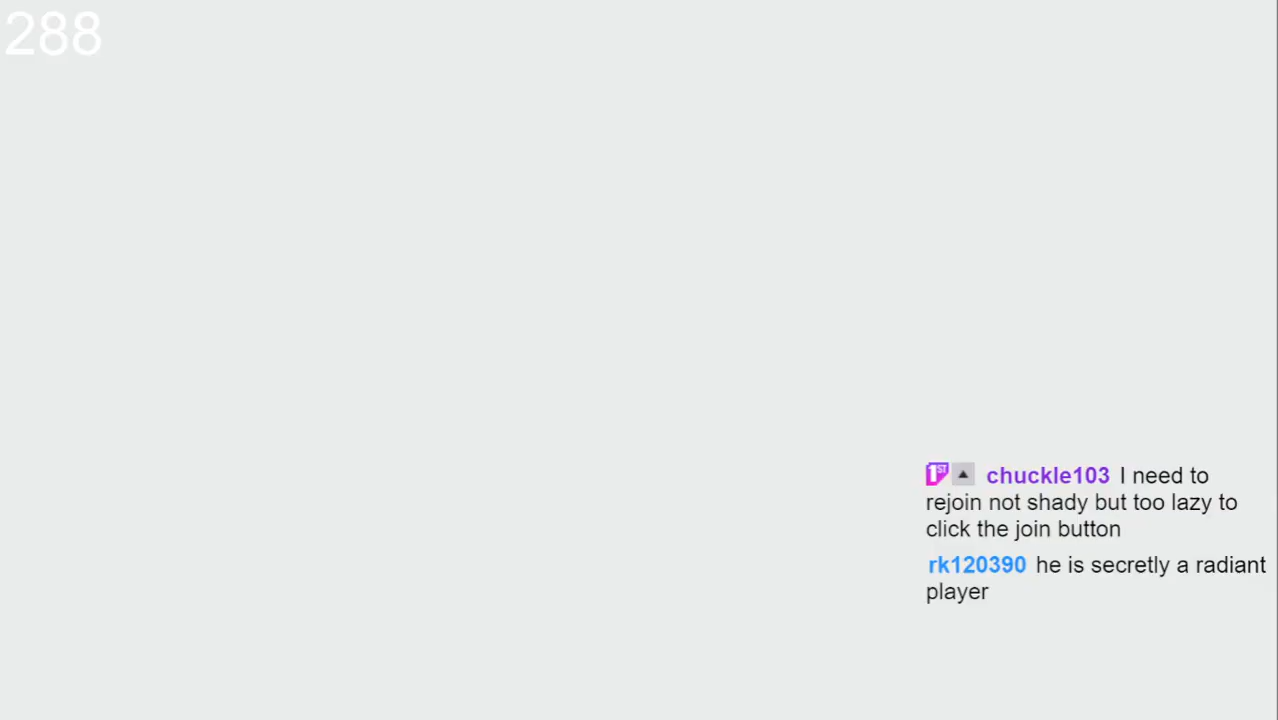 288
1ST chuckle103 I need to
rejoin not shady but too lazy to
click the join button
rk120390 he is secretly a radiant
player